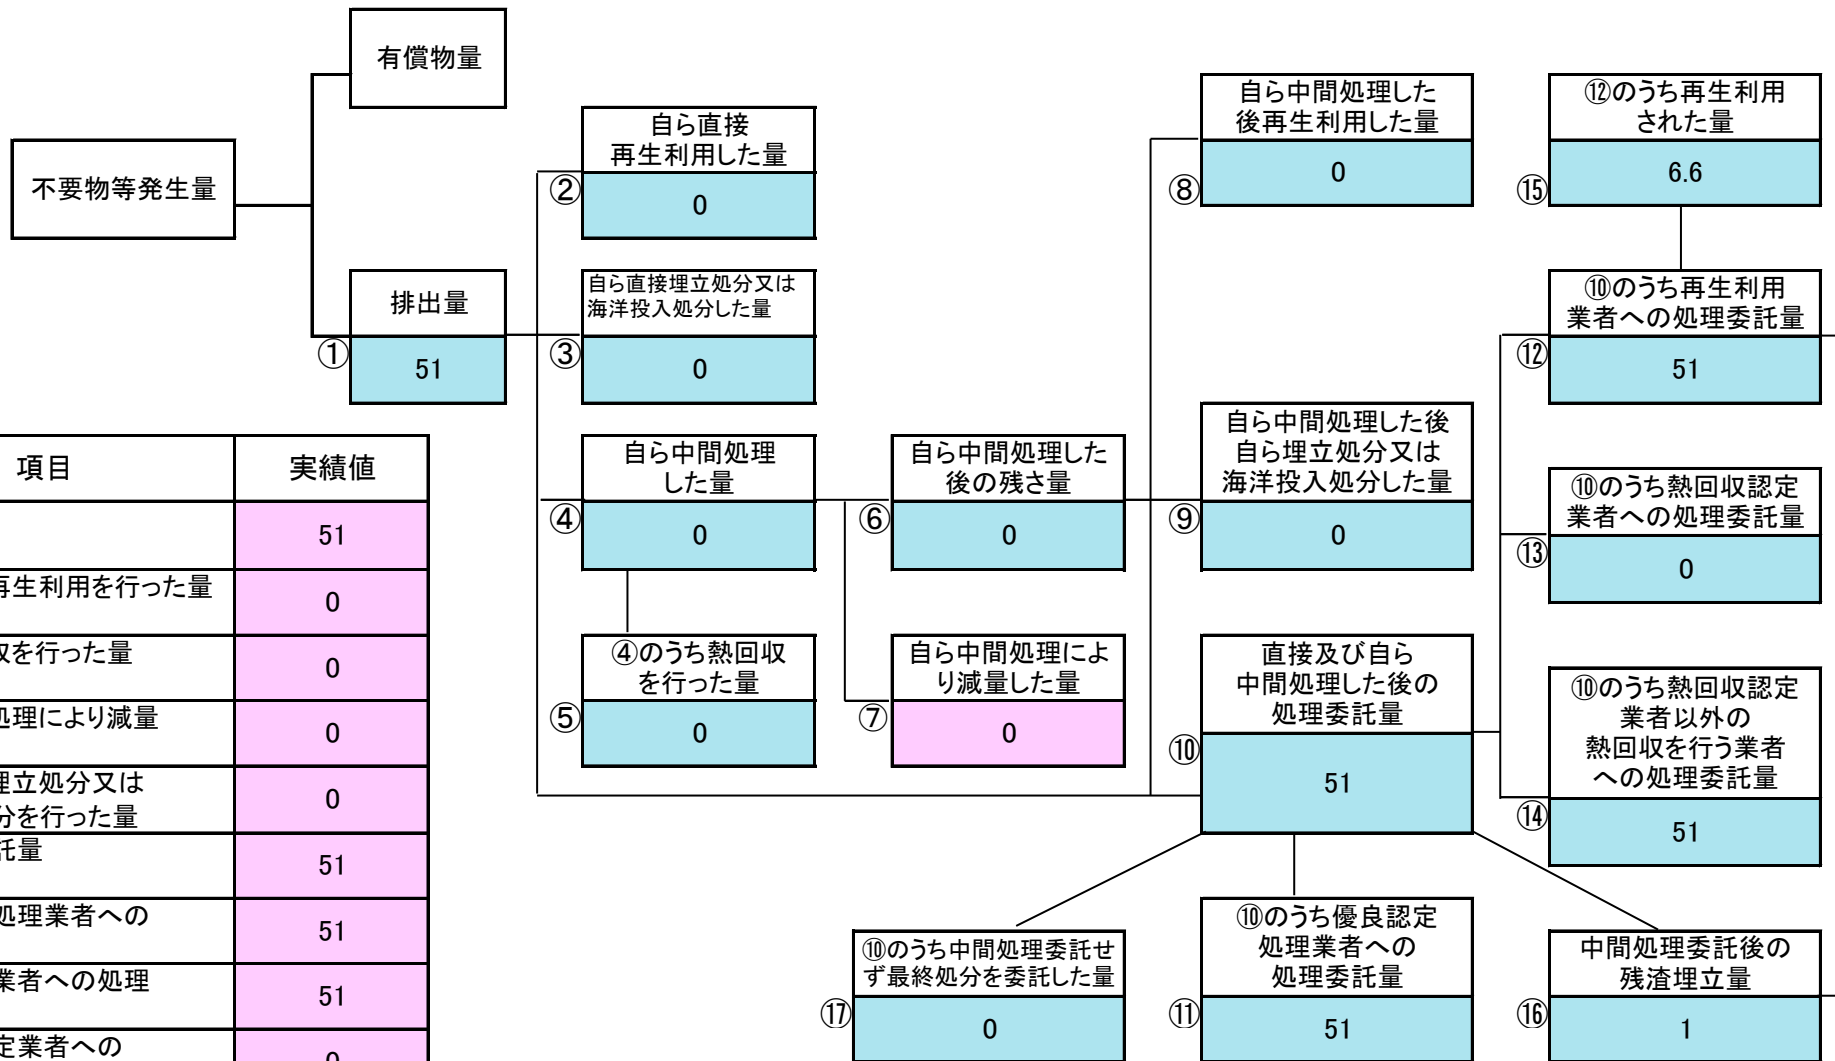 有償物量
不要物等発生量
排出量
①
51
自ら直接
再生利用した量
②
0
自ら直接埋立処分又は
海洋投入処分した量
③
0
自ら中間処理
した量
④
0
④のうち熱回収
を行った量
⑤
0
自ら中間処理した
後の残さ量
⑥
0
自ら中間処理によ
り減量した量
⑦
0
自ら中間処理した
後再生利用した量
⑧
0
自ら中間処理した後
自ら埋立処分又は
海洋投入処分した量
⑨
0
直接及び自ら
中間処理した後の
処理委託量
⑩
51
⑫のうち再生利用
された量
⑮
6.6
⑩のうち再生利用
業者への処理委託量
⑫
51
⑩のうち熱回収認定
業者への処理委託量
⑬
0
⑩のうち熱回収認定
業者以外の
熱回収を行う業者
への処理委託量
⑭
51
⑩のうち中間処理委託せ
ず最終処分を委託した量
⑰
0
⑩のうち優良認定
処理業者への
処理委託量
⑪
51
中間処理委託後の
残渣埋立量
⑯
1
項目 実績値
51
再生利用を行った量
0
収を行った量
0
処理により減量
0
埋立処分又は
分を行った量
0
託量
51
処理業者への
51
業者への処理
51
定業者への
0